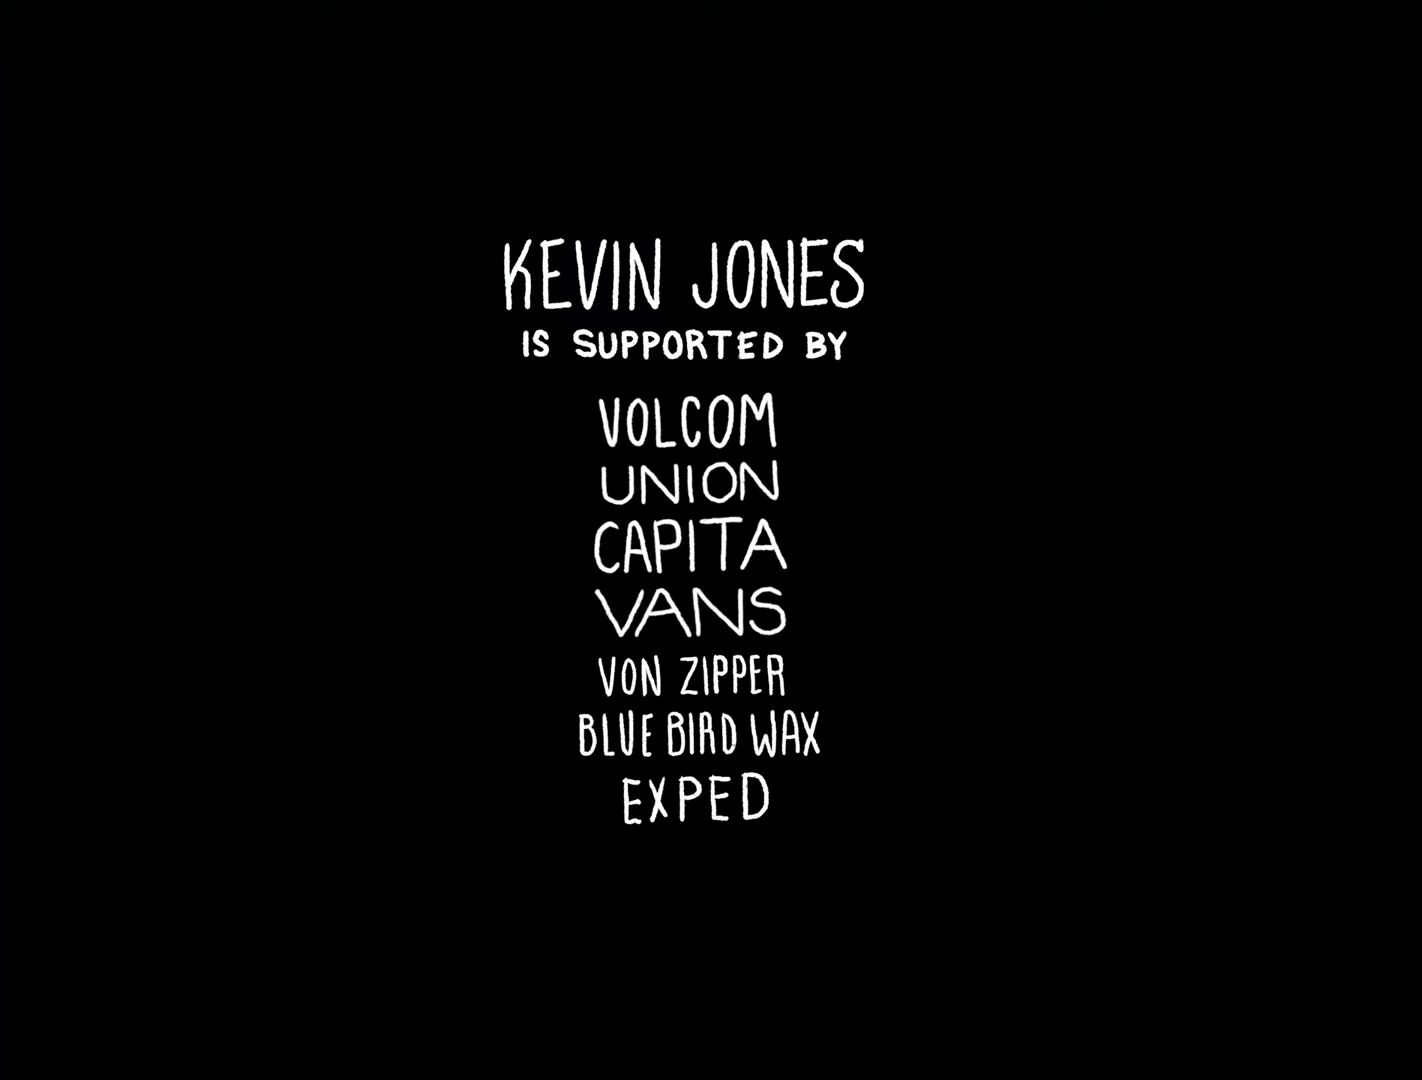 KEVIN JONES
IS SUPPORTED BY
VOLCOM
UNION
CAPITA
VANS
VON ZIPPER
BLUE BIRD WAX
EXPED